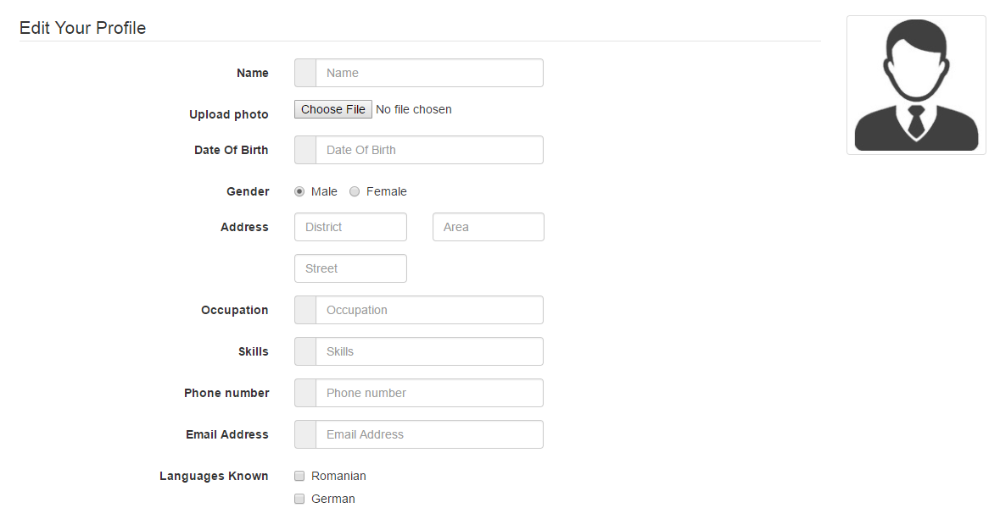 Edit Your Profile
Name Name
Upload photo Choose File No file chosen
Date Of Birth Date Of Birth
Gender Male Female
Address District Area
Street
Occupation Occupation
Skills Skills
Phone number Phone number
Email Address Email Address
Languages Known Romanian
German